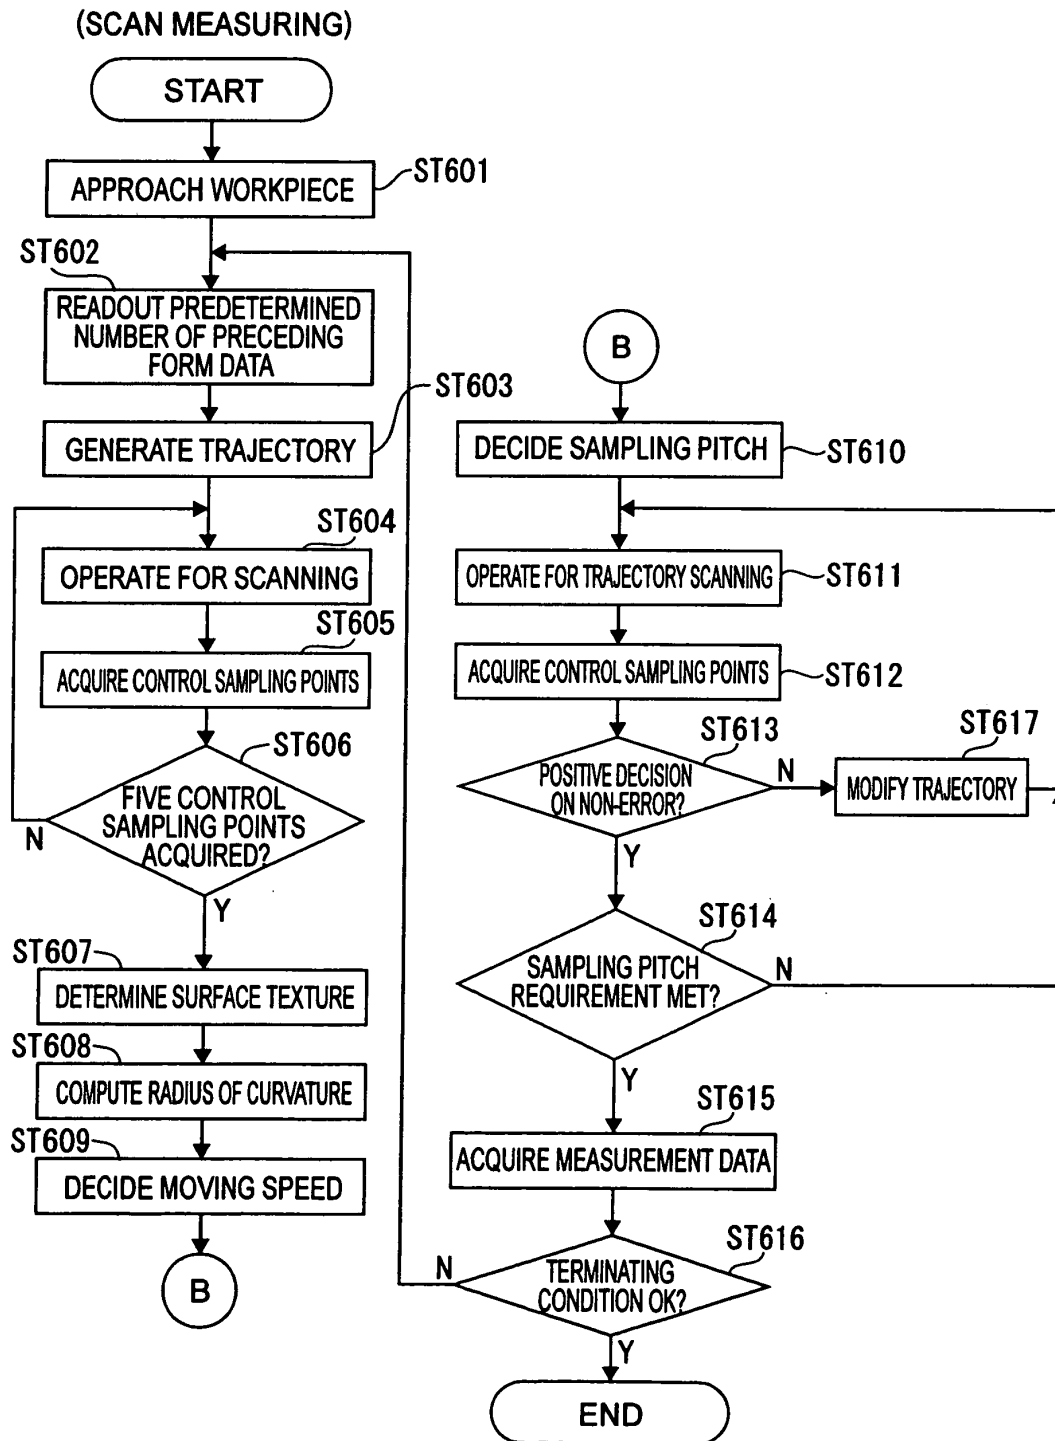 (SCAN MEASURING)
START
APPROACH WORKPIECE
ST601
ST602
READOUT PREDETERMINED
NUMBER OF PRECEDING
FORM DATA
ST603
GENERATE TRAJECTORY
ST604
OPERATE FOR SCANNING
ST605
ACQUIRE CONTROL SAMPLING POINTS
ST606
FIVE CONTROL
SAMPLING POINTS
ACQUIRED?
N
Y
ST607
DETERMINE SURFACE TEXTURE
ST608
COMPUTE RADIUS OF CURVATURE
ST609
DECIDE MOVING SPEED
B
B
DECIDE SAMPLING PITCH
ST610
OPERATE FOR TRAJECTORY SCANNING
ST611
ACQUIRE CONTROL SAMPLING POINTS
ST612
ST613
POSITIVE DECISION
ON NON-ERROR?
N
Y
ST617
MODIFY TRAJECTORY
ST614
SAMPLING PITCH
REQUIREMENT MET?
N
Y
ST615
ACQUIRE MEASUREMENT DATA
ST616
TERMINATING
CONDITION OK?
N
Y
END